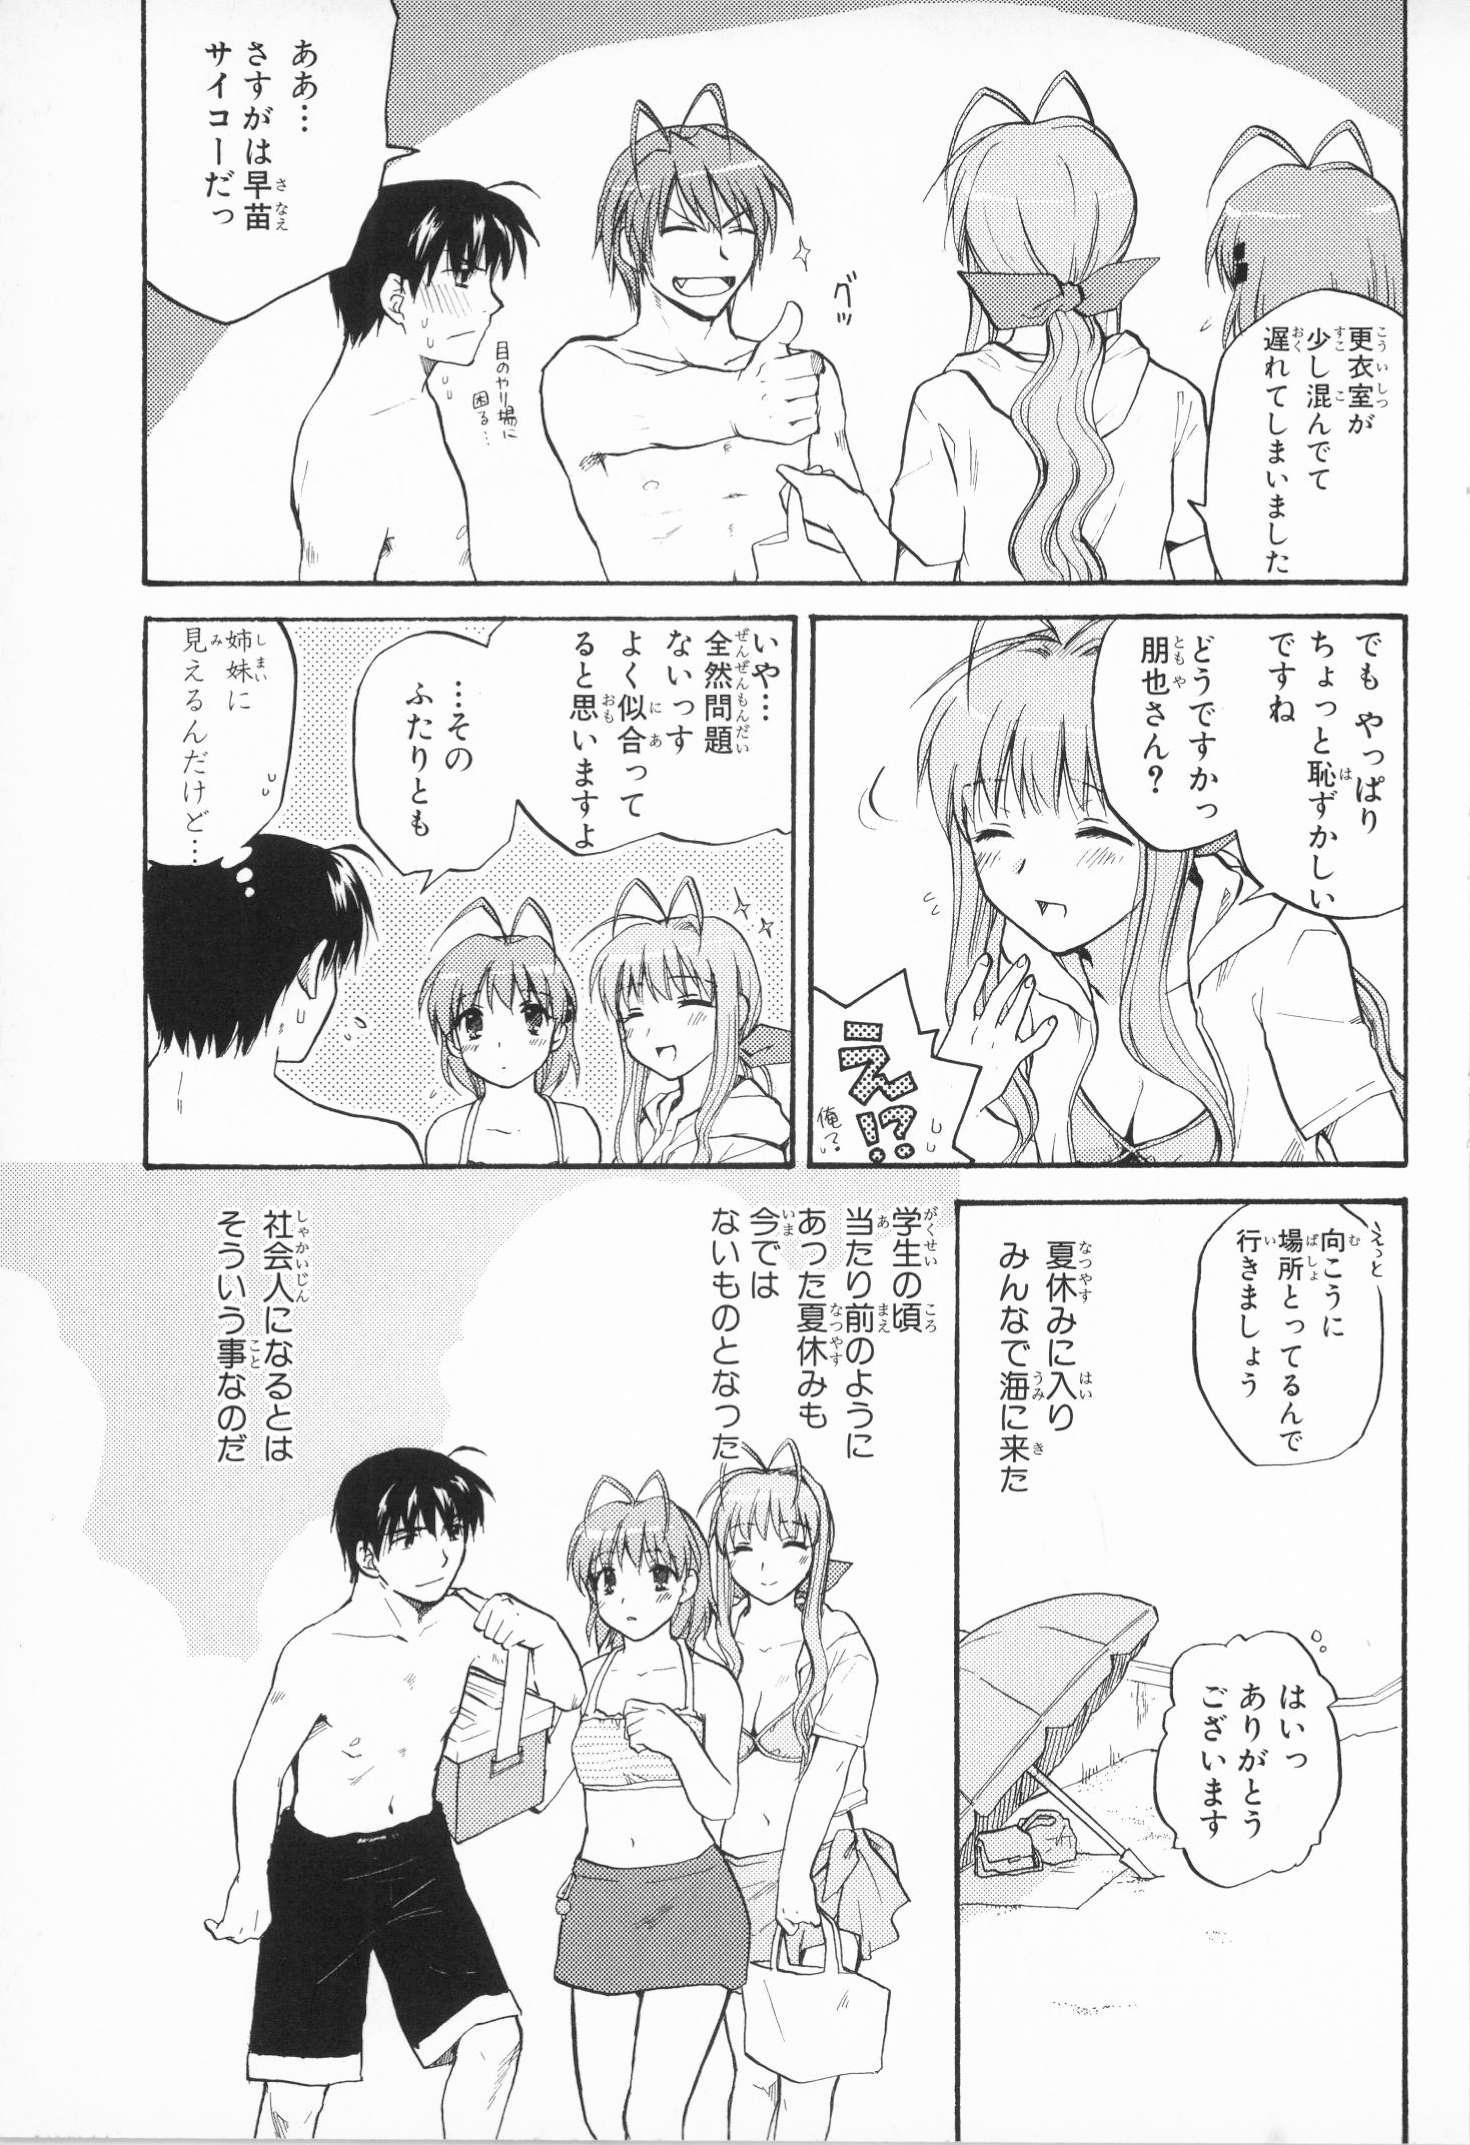 更衣室が
少し混んでて
遅れてしまいました
グッ
ああ…
さすがは早苗
サイコーだっ
目のやり場に
困る…
でも やっぱり
ちょっと恥ずかしい
ですね
どうですかっ
朋也さん?
え!?
俺?
いや…
全然問題
ないっす
よく似合って
ると思いますよ
…その
ふたりとも
姉妹に
見えるんだけど…
えっと
向こうに
場所とってるんで
行きましょう
はいっ
ありがとう
ございます
夏休みに入り
みんなで海に来た
学生の頃
当たり前のように
あった夏休みも
今では
ないものとなった
社会人になるとは
そういう事なのだ